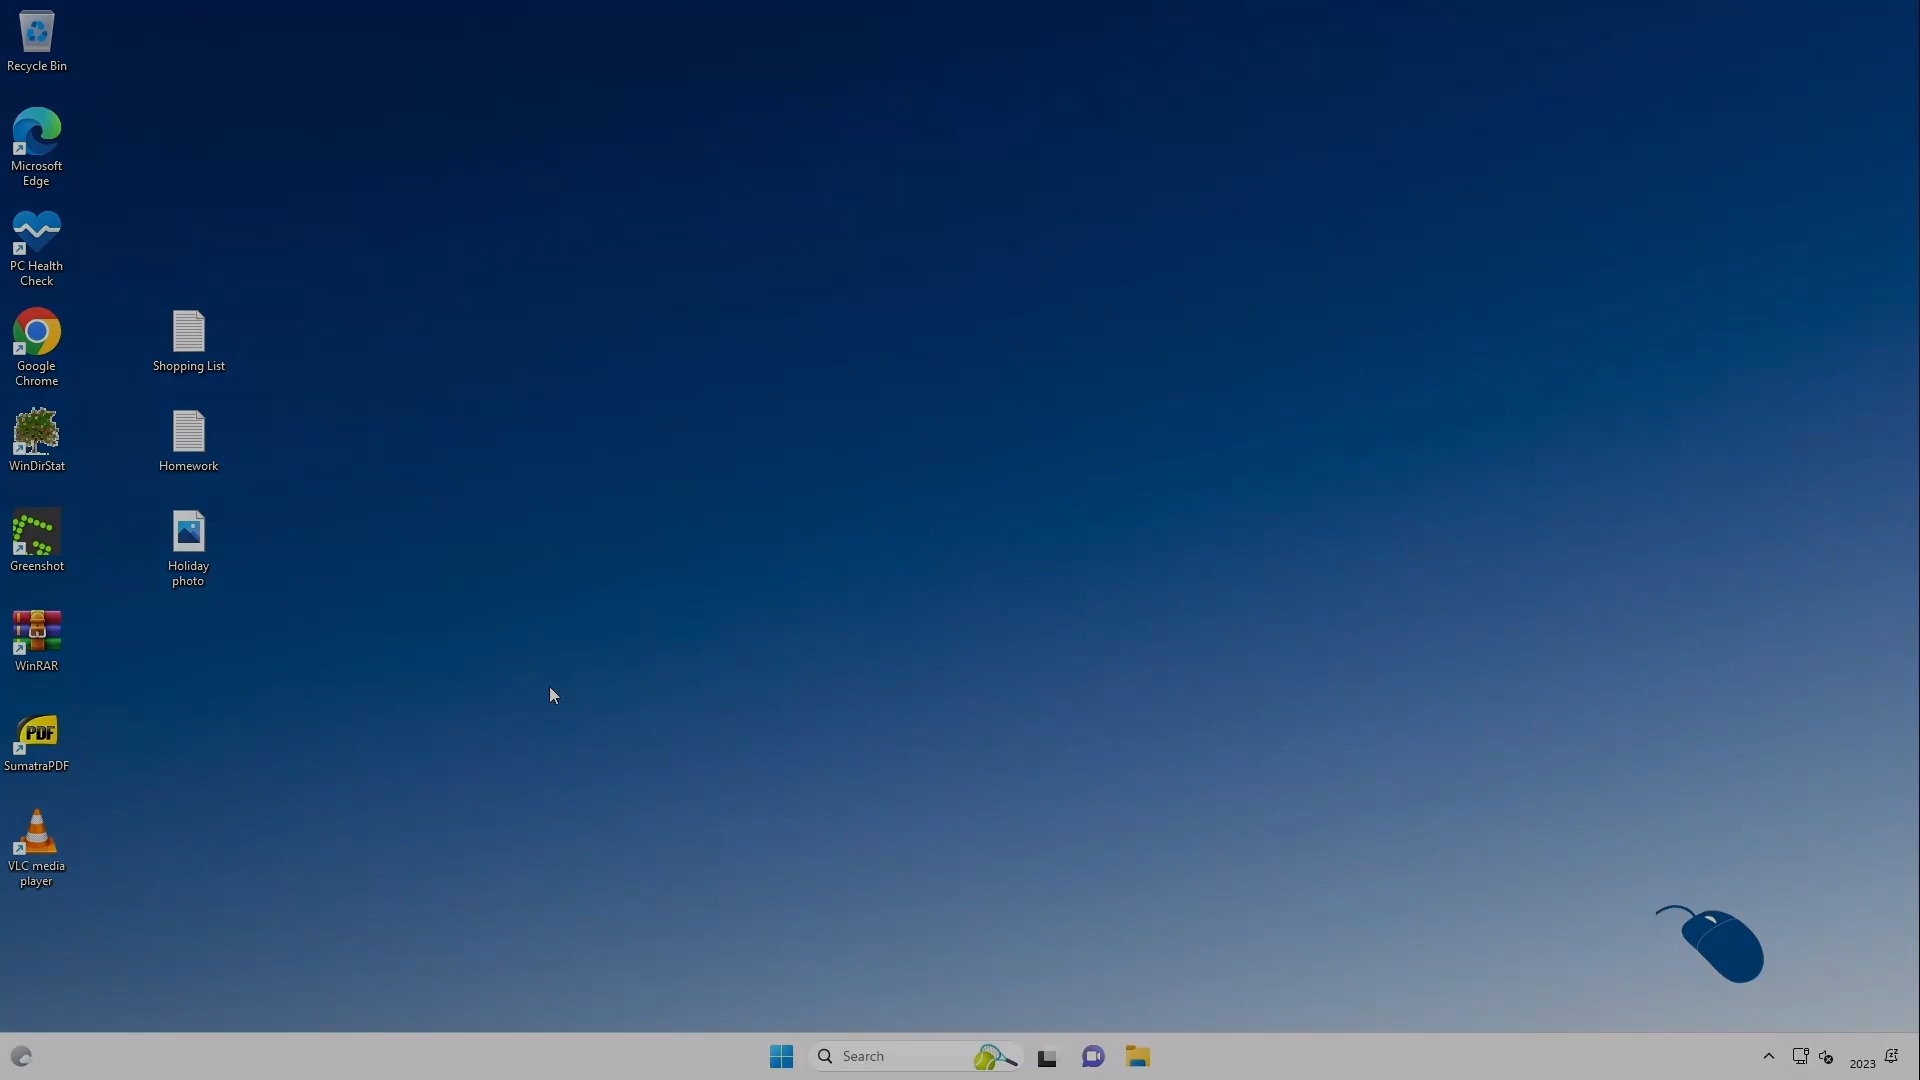 Recycle Bin
Microsoft
Edge
PC Health
Check
Google
Chrome
Shopping List
WinDirStat
Homework
Greenshot
Holiday
photo
WinRAR
PDF
SumatraPDF
VLC media
player
Search
2023